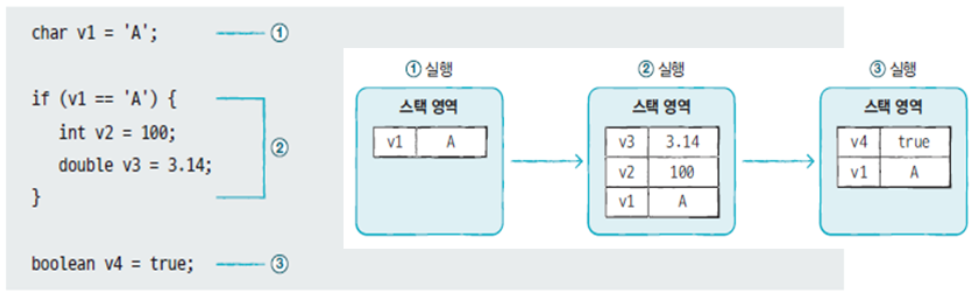 char v1 = 'A'; ①
if (v1 == 'A') {
int v2 = 100;
double v3 = 3.14;
}
②
boolean v4 = true; ③
① 실행
스택 영역
v1 A
② 실행
스택 영역
v3 3.14
v2 100
v1 A
③ 실행
스택 영역
v4 true
v1 A